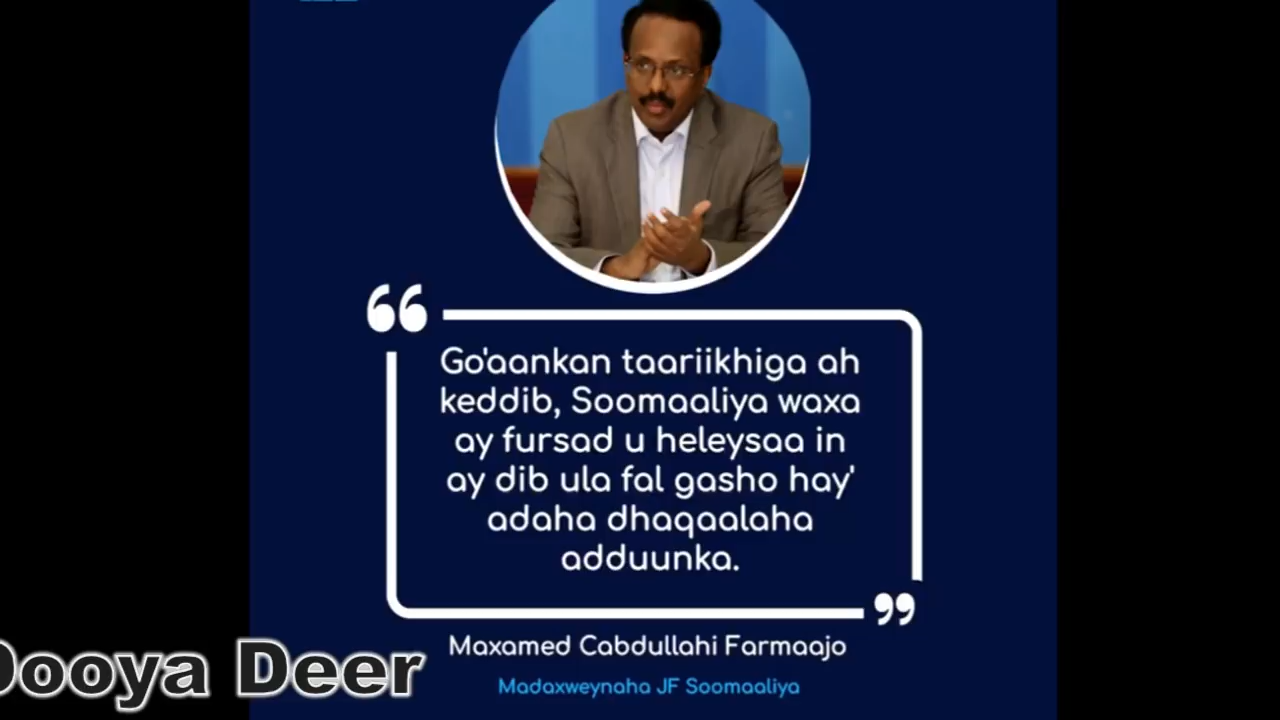 Go'aankan taariikhiga ah
keddib, Soomaaliya waxa
ay fursad u heleysaa in
ay dib ula fal gasho hay'
adaha dhaqaalaha
adduunka.
Maxamed Cabdullahi Farmaajo
Madaxweynaha JF Soomaaliya
Dooya Deer